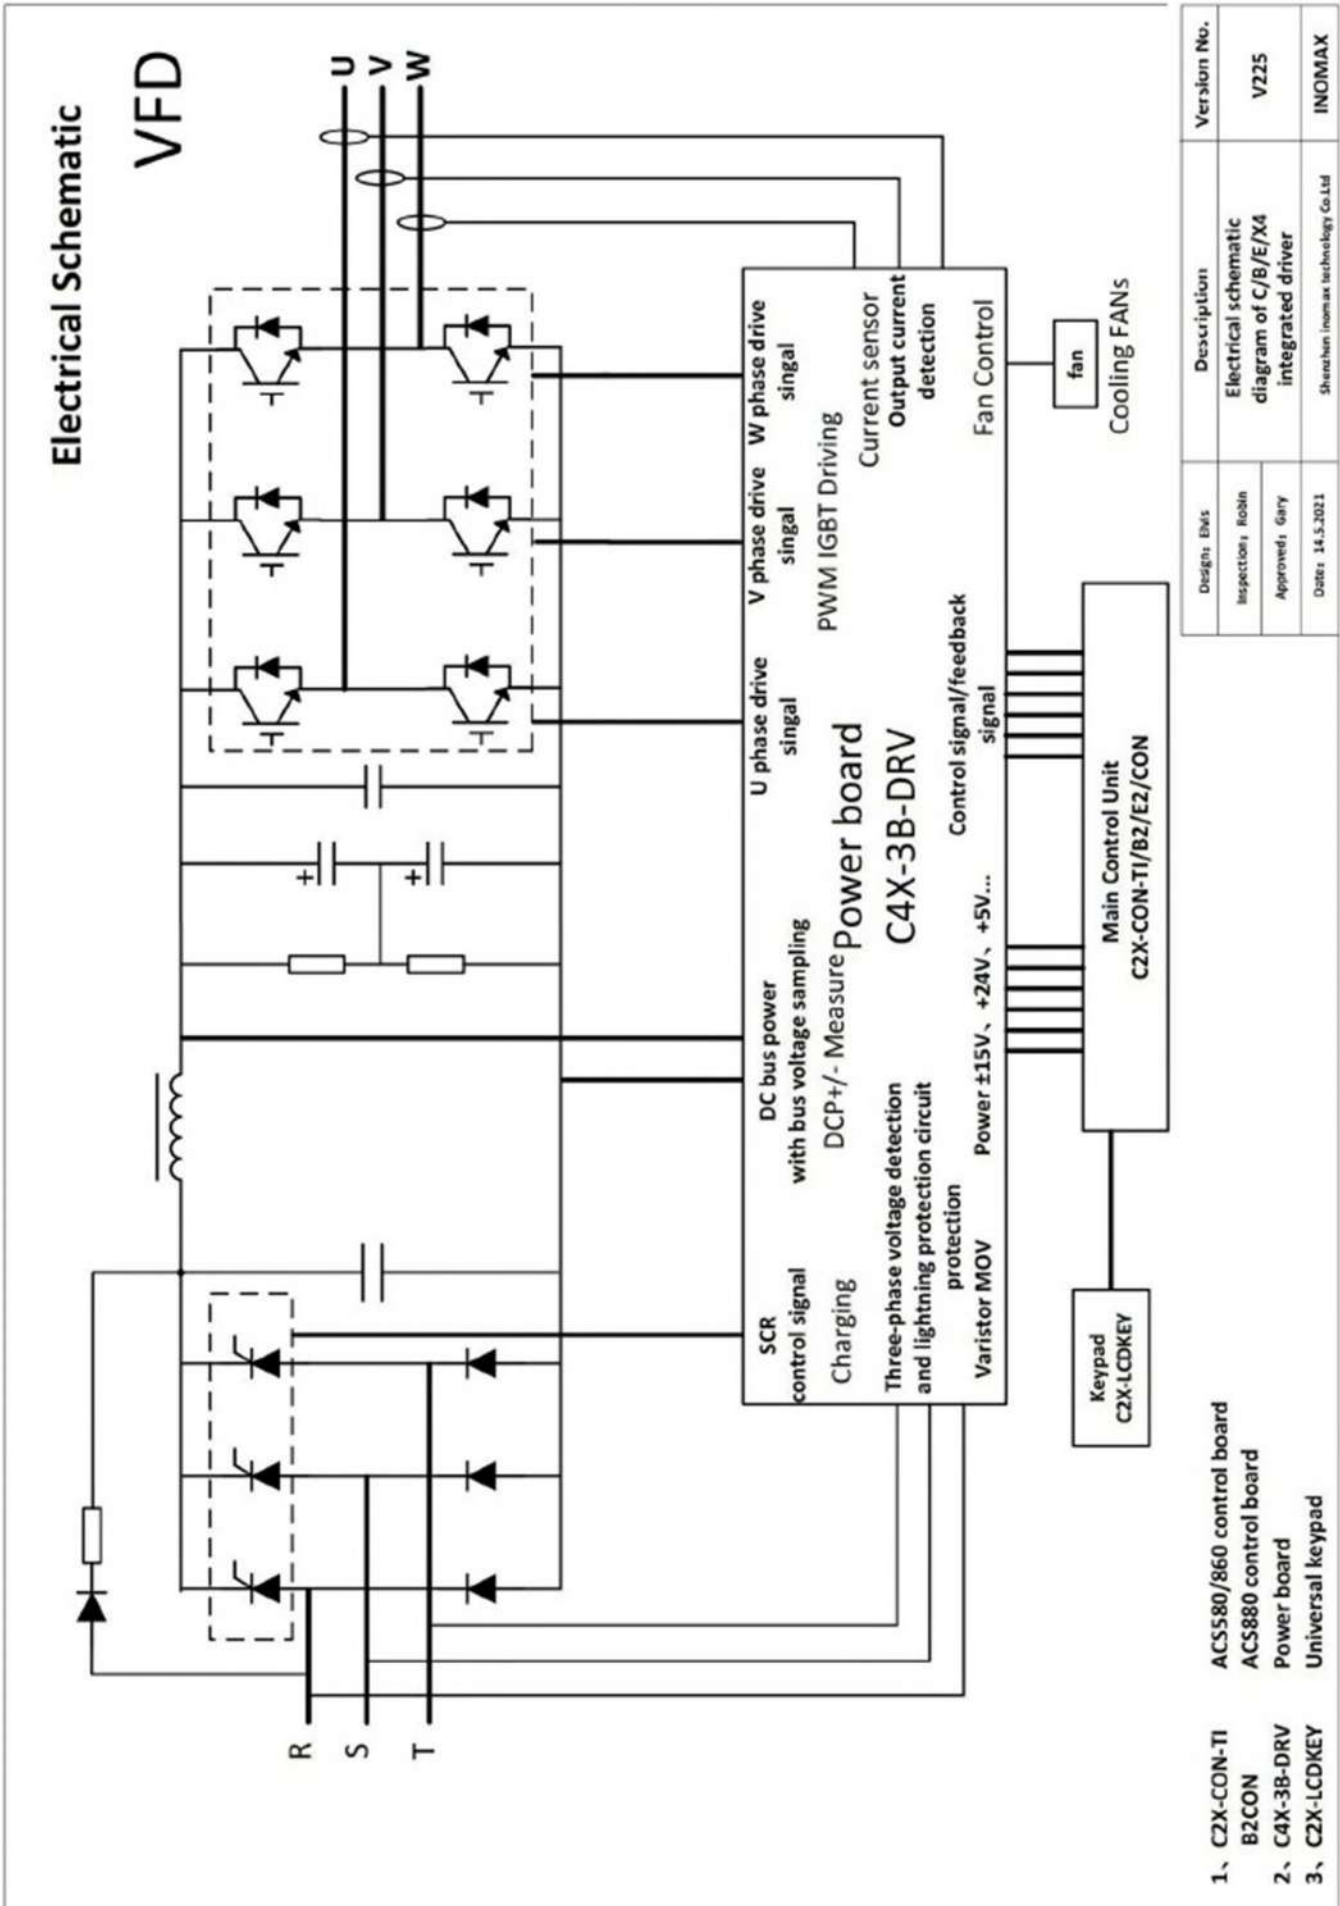 Electrical Schematic
VFD
U
V
W
R
S
T
+
+
SCR
control signal
Charging
DC bus power
with bus voltage sampling
DCP+/- Measure
U phase drive
singal
V phase drive
singal
W phase drive
singal
PWM IGBT Driving
Power board
C4X-3B-DRV
Current sensor
Output current
detection
Three-phase voltage detection
and lightning protection circuit
protection
Varistor MOV
Power ±15V、+24V、+5V...
Control signal/feedback
signal
Fan Control
fan
Cooling FANs
Keypad
C2X-LCDKEY
Main Control Unit
C2X-CON-TI/B2/E2/CON
1、C2X-CON-TI ACS580/860 control board
B2CON ACS880 control board
2、C4X-3B-DRV Power board
3、C2X-LCDKEY Universal keypad
Design: Elvis
Description
Version No.
Inspection: Robin
Approved: Gary
Electrical schematic
diagram of C/B/E/X4
integrated driver
V225
Date: 14.5.2021
Shenzhen inomax technology Co.Ltd
INOMAX